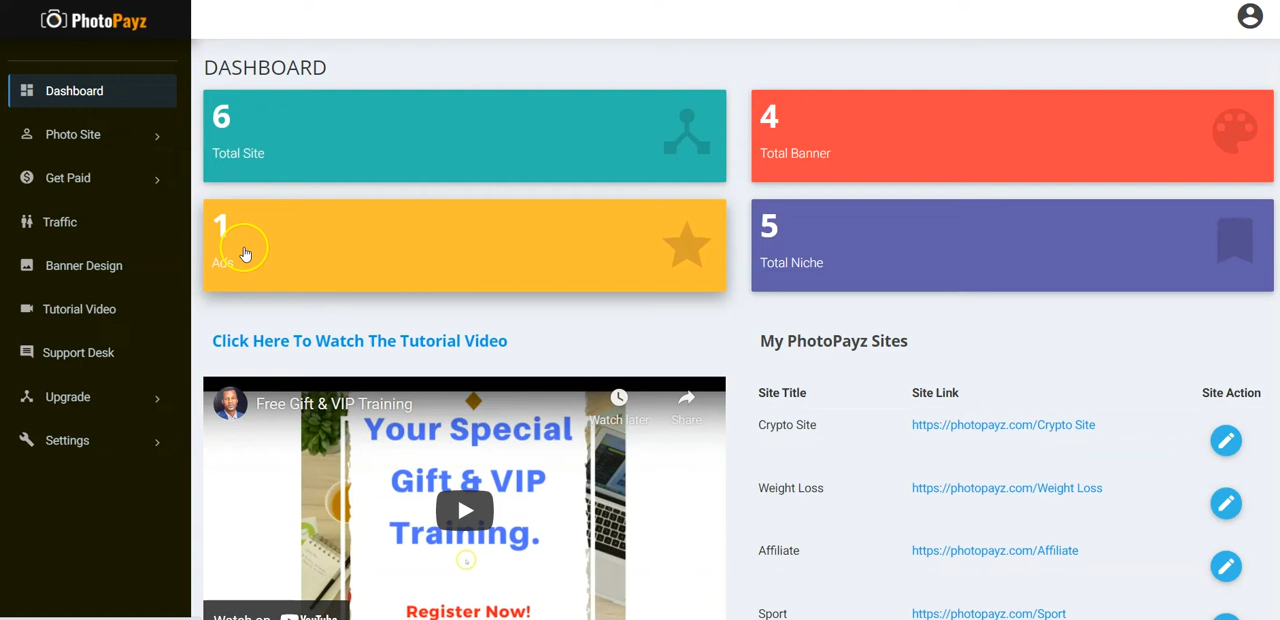 PhotoPayz
Dashboard
Photo Site
Get Paid
Traffic
Banner Design
Tutorial Video
Support Desk
Upgrade
Settings
DASHBOARD
6
Total Site
4
Total Banner
1
Ads
5
Total Niche
Click Here To Watch The Tutorial Video
Free Gift & VIP Training
Watch later
Share
Your Special
Gift & VIP
Training.
Register Now!
Watch on YouTube
My PhotoPayz Sites
Site Title Site Link Site Action
Crypto Site https://photopayz.com/Crypto Site
Weight Loss https://photopayz.com/Weight Loss
Affiliate https://photopayz.com/Affiliate
Sport https://photopayz.com/Sport